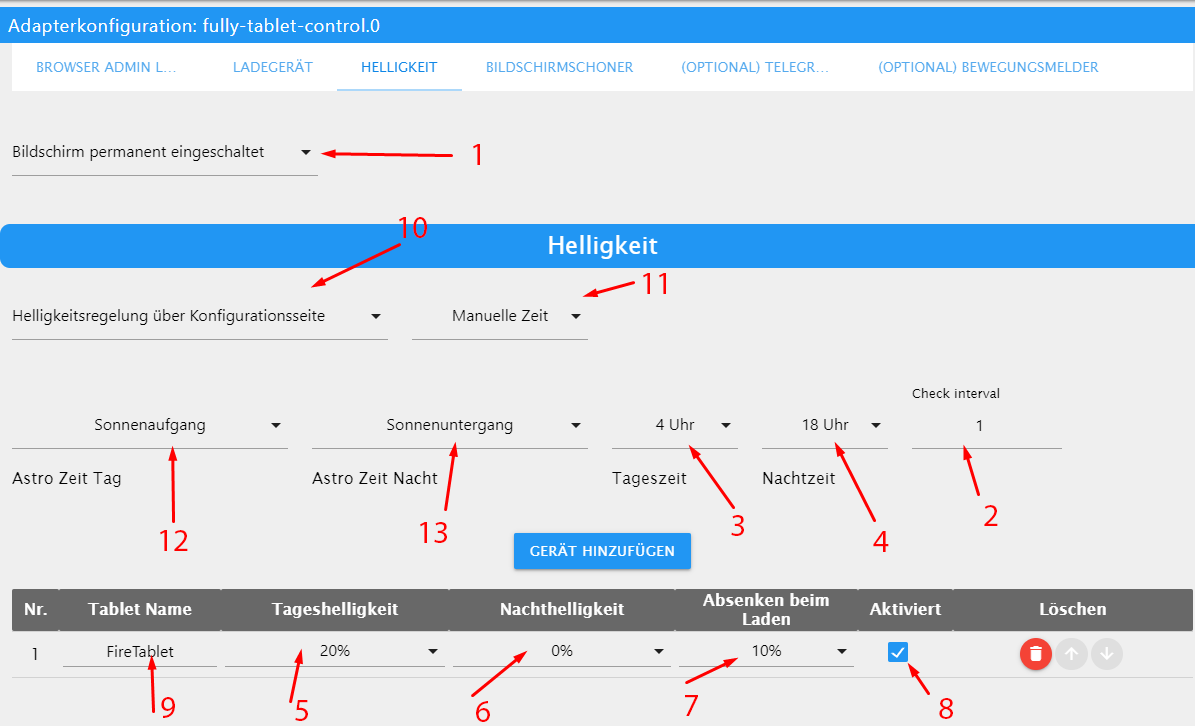 Adapterkonfiguration: fully-tablet-control.0
BROWSER ADMIN L... LADEGERÄT HELLIGKEIT BILDSCHIRMSCHONER (OPTIONAL) TELEGR... (OPTIONAL) BEWEGUNGSMELDER
Bildschirm permanent eingeschaltet 1
10
Helligkeit
11
Helligkeitsregelung über Konfigurationsseite Manuelle Zeit
Check interval
Sonnenaufgang Sonnenuntergang 4 Uhr 18 Uhr 1
Astro Zeit Tag Astro Zeit Nacht Tageszeit Nachtzeit
12 13 3 4 2
GERÄT HINZUFÜGEN
Nr. Tablet Name Tageshelligkeit Nachthelligkeit Absenken beim Laden Aktiviert Löschen
1 FireTablet 20% 0% 10%
9 5 6 7 8